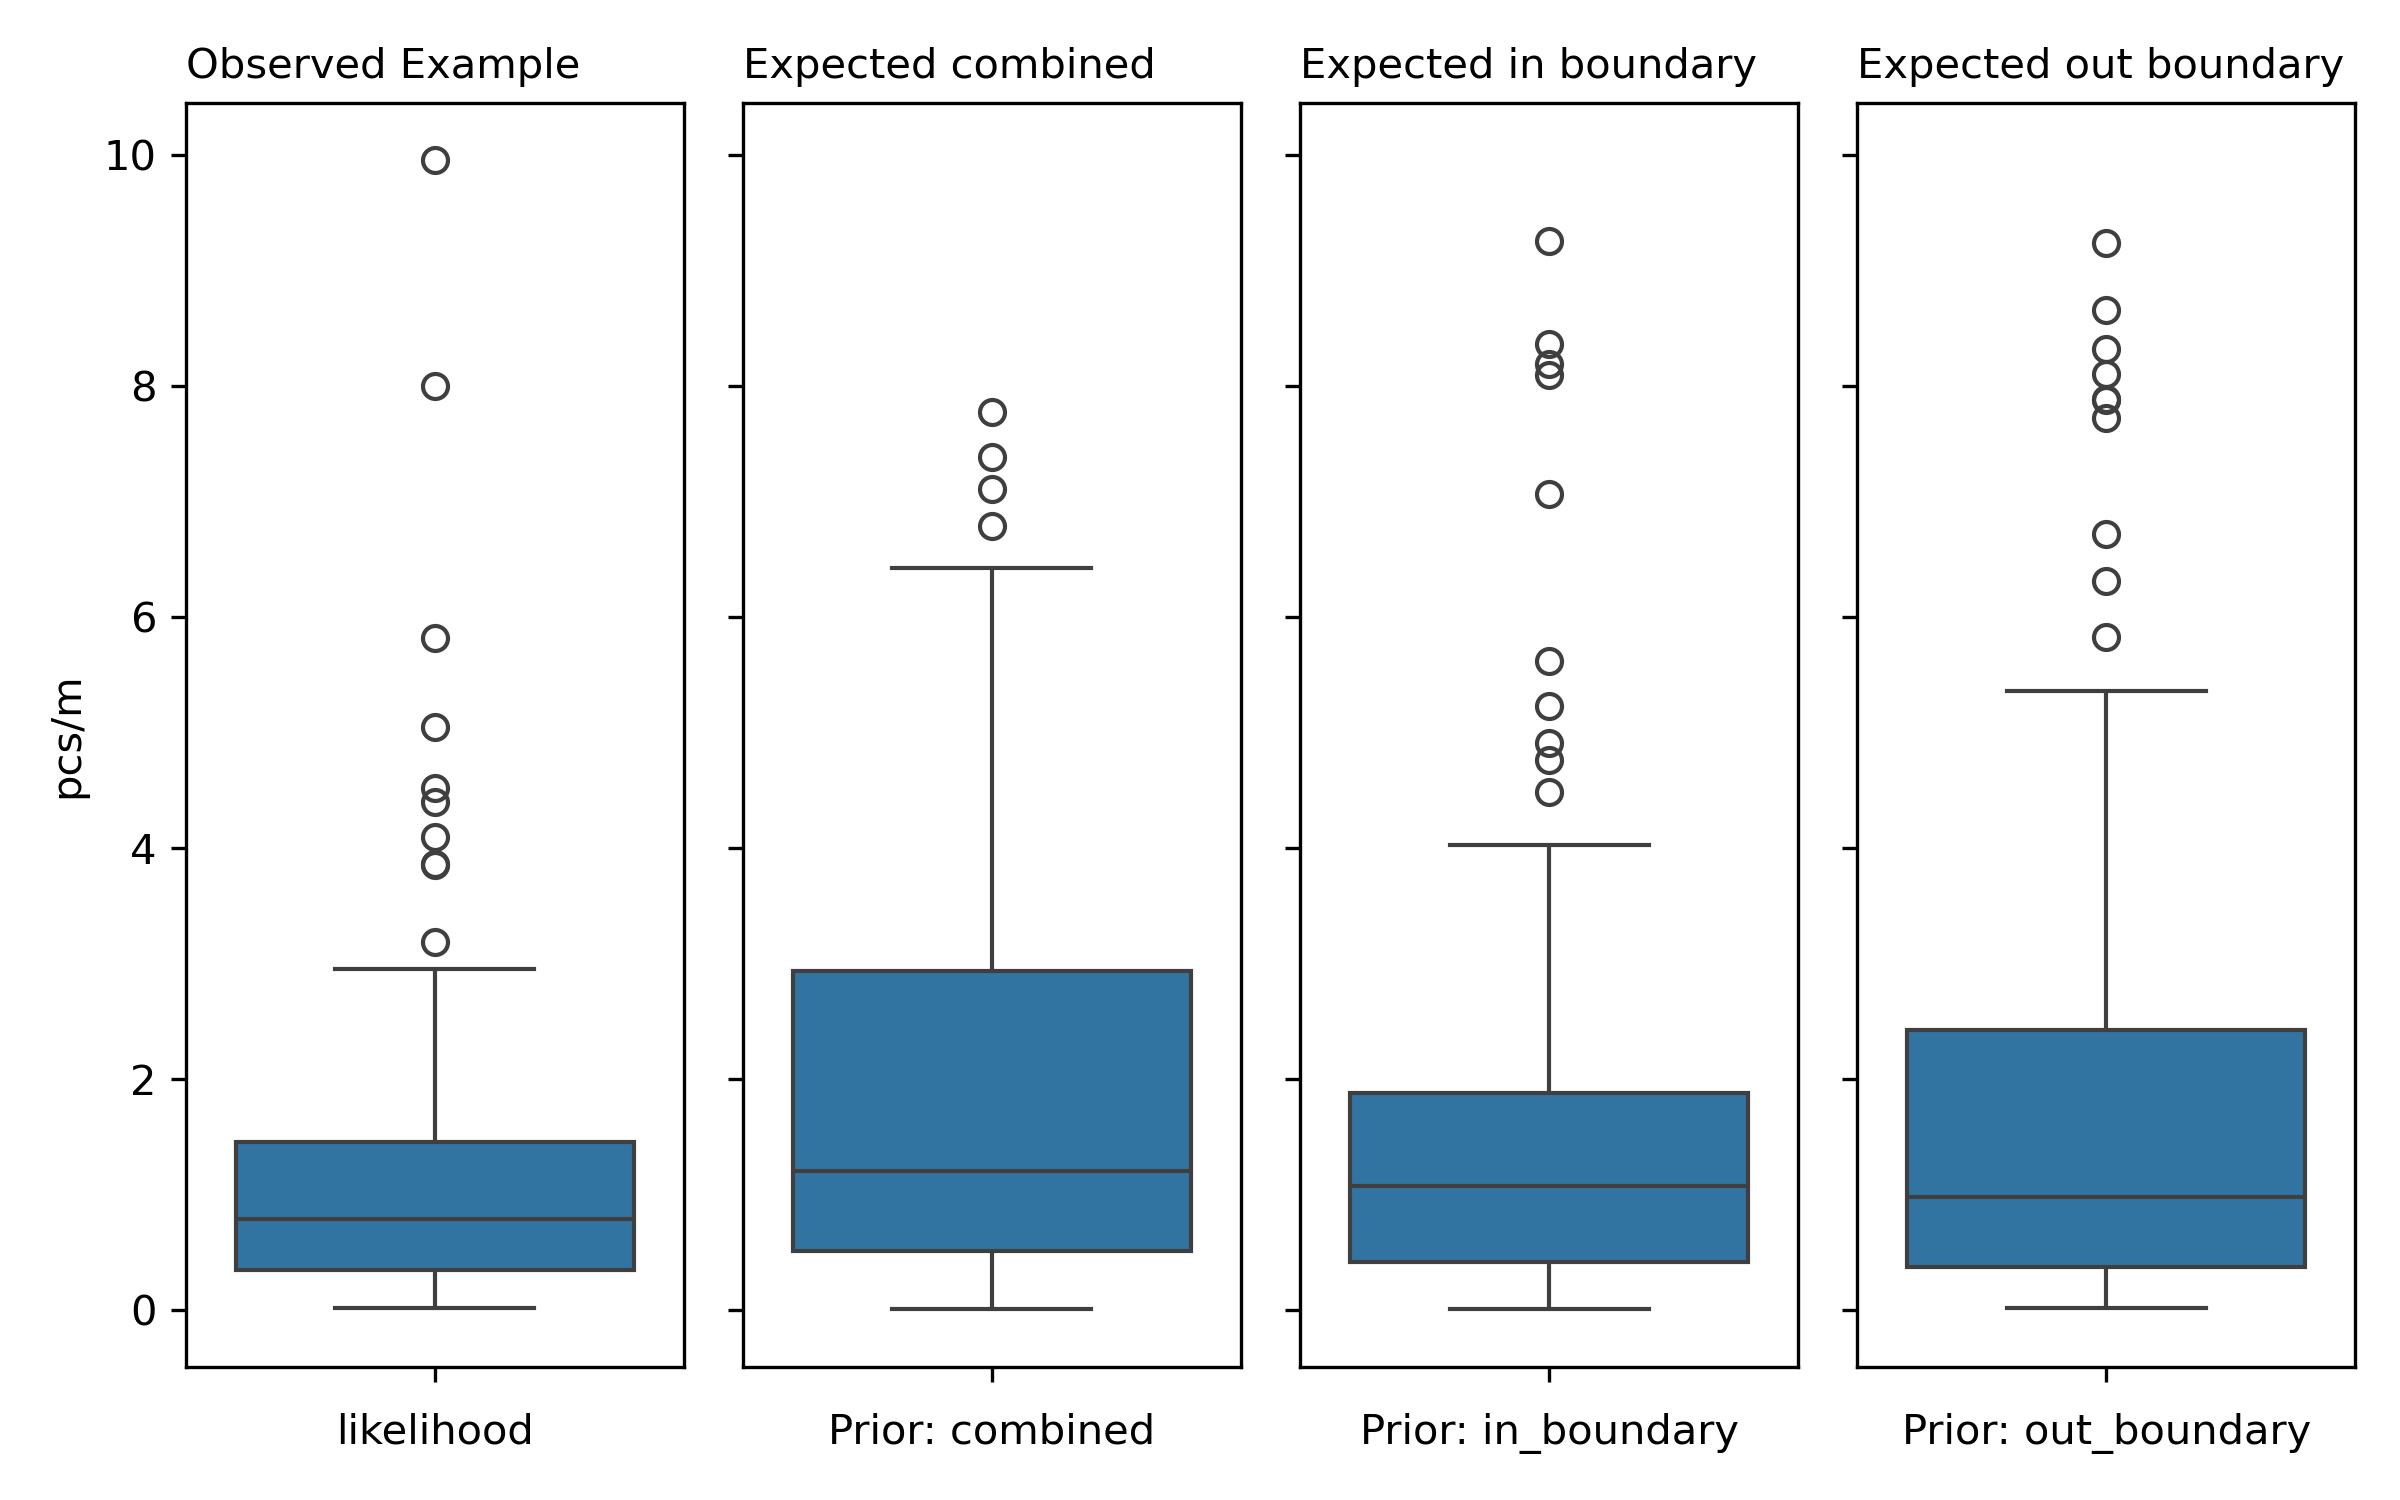 Observed Example
Expected combined
Expected in boundary
Expected out boundary
10
8
6
4
2
0
pcs/m
likelihood
Prior: combined
Prior: in_boundary
Prior: out_boundary